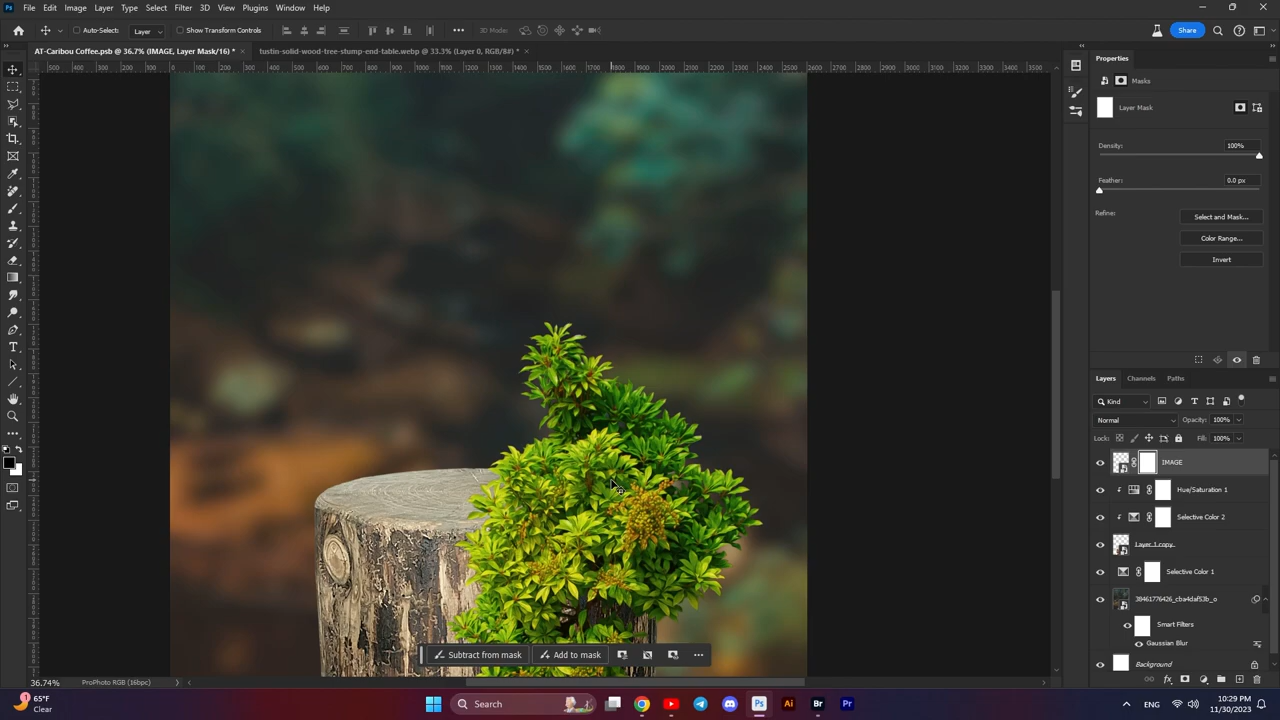 File Edit Image Layer Type Select Filter 3D View Plugins Window Help
Auto-Select: Layer Show Transform Controls 3D Mode: Share
AT-Caribou Coffee.psb @ 36.7% (IMAGE, Layer Mask/16) * × tustin-solid-wood-tree-stump-end-table.webp @ 33.3% (Layer 0, RGB/8#) * ×
Properties
Masks
Layer Mask
Density: 100%
Feather: 0.0 px
Refine: Select and Mask...
Color Range...
Invert
Layers Channels Paths
Kind
Normal Opacity: 100%
Lock: Fill: 100%
IMAGE
Hue/Saturation 1
Selective Color 2
Layer 1 copy
Selective Color 1
38461776426_cba4daf53b_o
Smart Filters
Gaussian Blur
Background
Subtract from mask Add to mask
36.74% ProPhoto RGB (16bpc)
1 65°F
Clear
Search
ENG
10:29 PM
11/30/2023